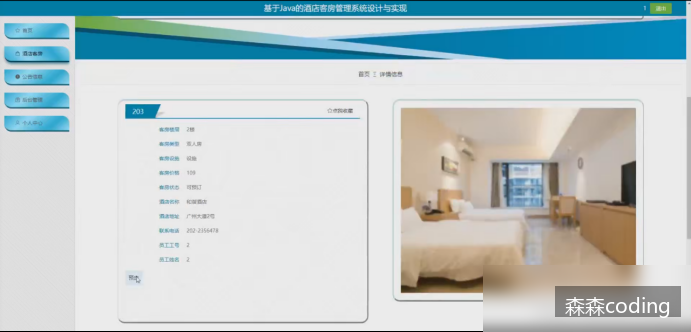 基于Java的酒店客房管理系统设计与实现
1 退出
首页
酒店客房
公告信息
后台管理
个人中心
首页 详情信息
203
☆点我收藏
客房楼层 2楼
客房类型 双人房
客房设施 设施
客房价格 109
客房状态 可预订
酒店名称
酒店地址 广州大道2号
联系电话 202-2356478
员工工号 2
员工姓名 2
预定
森森coding